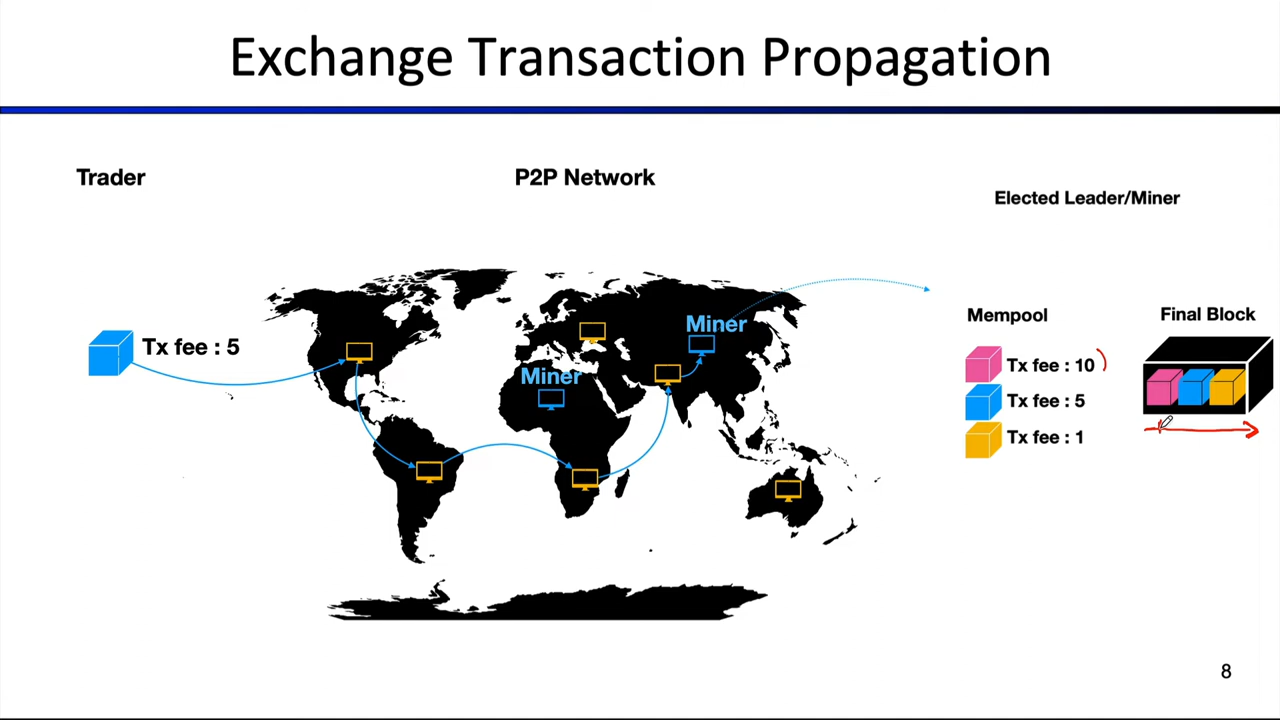 Exchange Transaction Propagation
Trader
P2P Network
Elected Leader/Miner
Tx fee : 5
Miner
Miner
Mempool
Final Block
Tx fee : 10
Tx fee : 5
Tx fee : 1
8